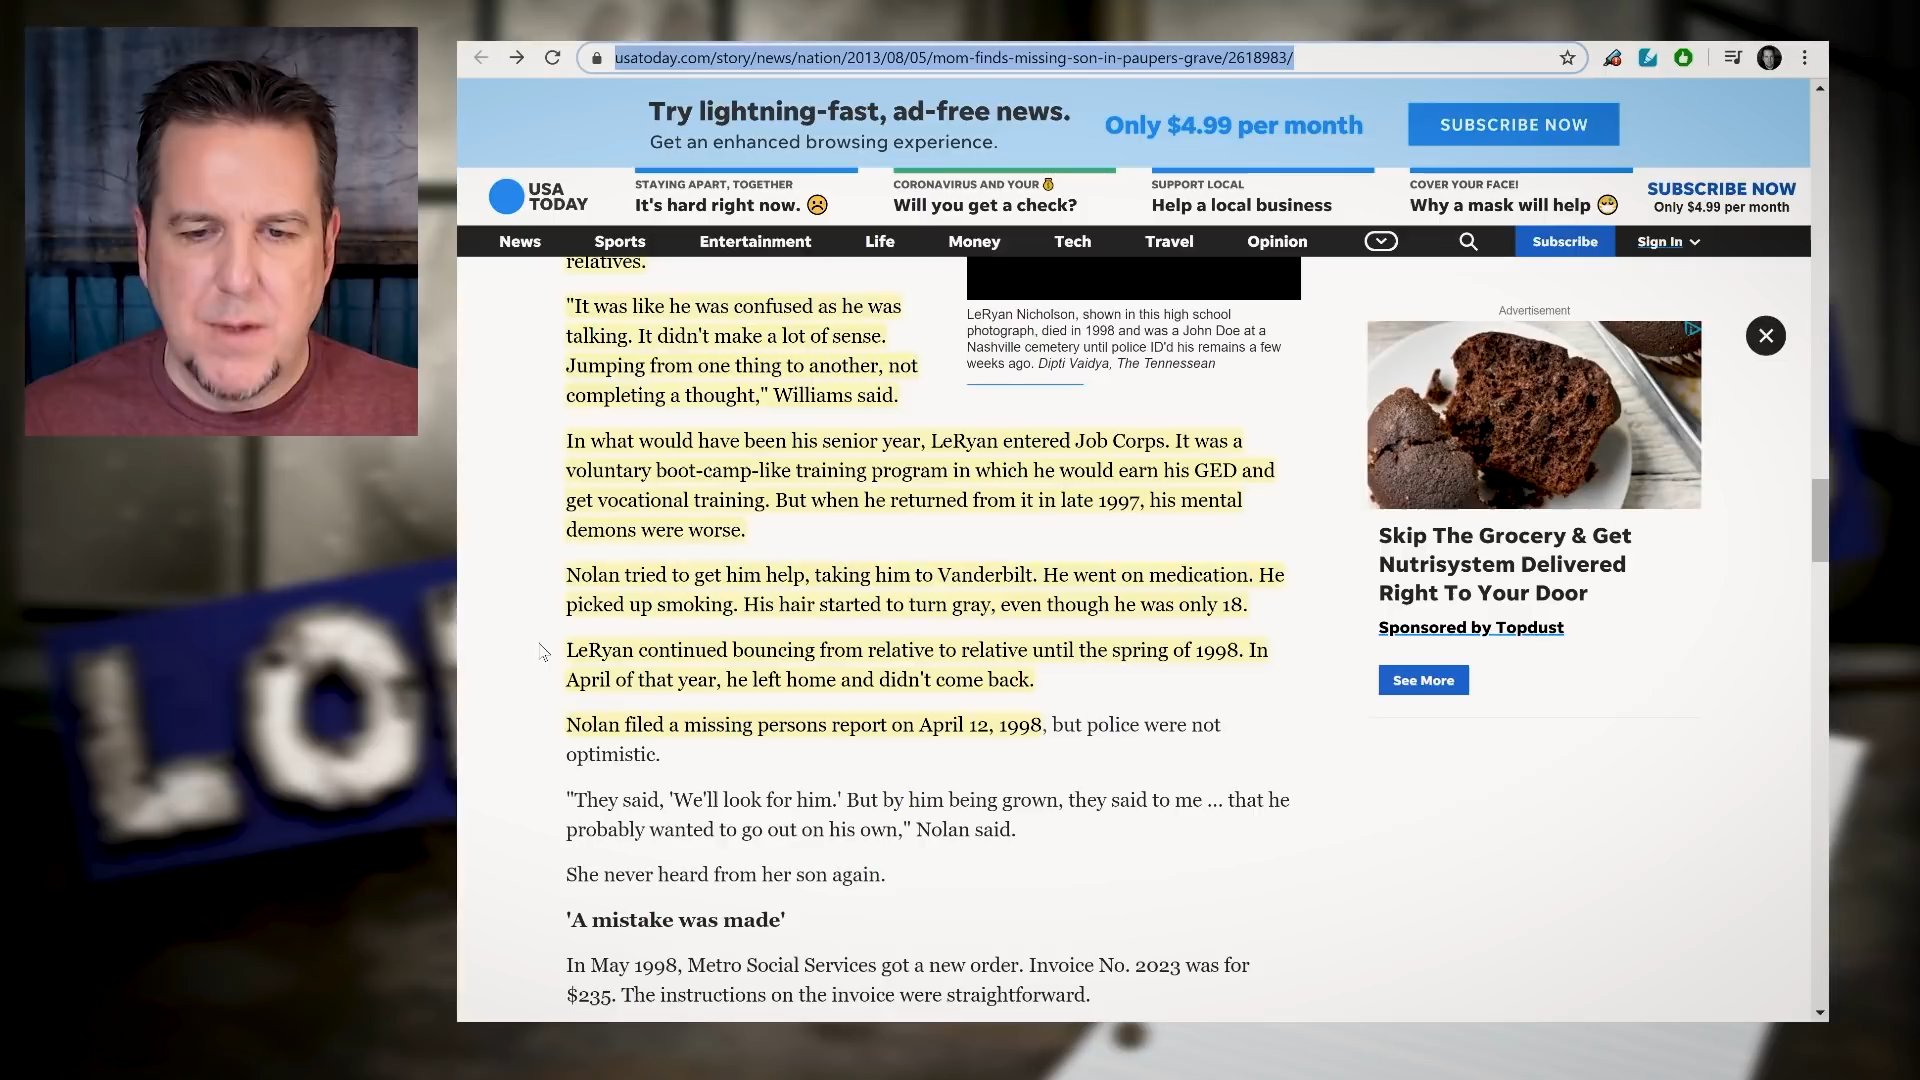 usatoday.com/story/news/nation/2013/08/05/mom-finds-missing-son-in-paupers-grave/2618983/
Try lightning-fast, ad-free news.
Get an enhanced browsing experience.
Only $4.99 per month
SUBSCRIBE NOW
USA
TODAY
STAYING APART, TOGETHER
It's hard right now.
CORONAVIRUS AND YOUR
Will you get a check?
SUPPORT LOCAL
Help a local business
COVER YOUR FACE!
Why a mask will help
SUBSCRIBE NOW
Only $4.99 per month
News
Sports
Entertainment
Life
Money
Tech
Travel
Opinion
Subscribe
Sign In
relatives.
"It was like he was confused as he was
talking. It didn't make a lot of sense.
Jumping from one thing to another, not
completing a thought," Williams said.
LeRyan Nicholson, shown in this high school
photograph, died in 1998 and was a John Doe at a
Nashville cemetery until police ID'd his remains a few
weeks ago. Dipti Vaidya, The Tennessean
In what would have been his senior year, LeRyan entered Job Corps. It was a
voluntary boot-camp-like training program in which he would earn his GED and
get vocational training. But when he returned from it in late 1997, his mental
demons were worse.
Nolan tried to get him help, taking him to Vanderbilt. He went on medication. He
picked up smoking. His hair started to turn gray, even though he was only 18.
LeRyan continued bouncing from relative to relative until the spring of 1998. In
April of that year, he left home and didn't come back.
Nolan filed a missing persons report on April 12, 1998, but police were not
optimistic.
"They said, 'We'll look for him.' But by him being grown, they said to me ... that he
probably wanted to go out on his own," Nolan said.
She never heard from her son again.
'A mistake was made'
In May 1998, Metro Social Services got a new order. Invoice No. 2023 was for
$235. The instructions on the invoice were straightforward.
Advertisement
Skip The Grocery & Get
Nutrisystem Delivered
Right To Your Door
Sponsored by Topdust
See More
LO